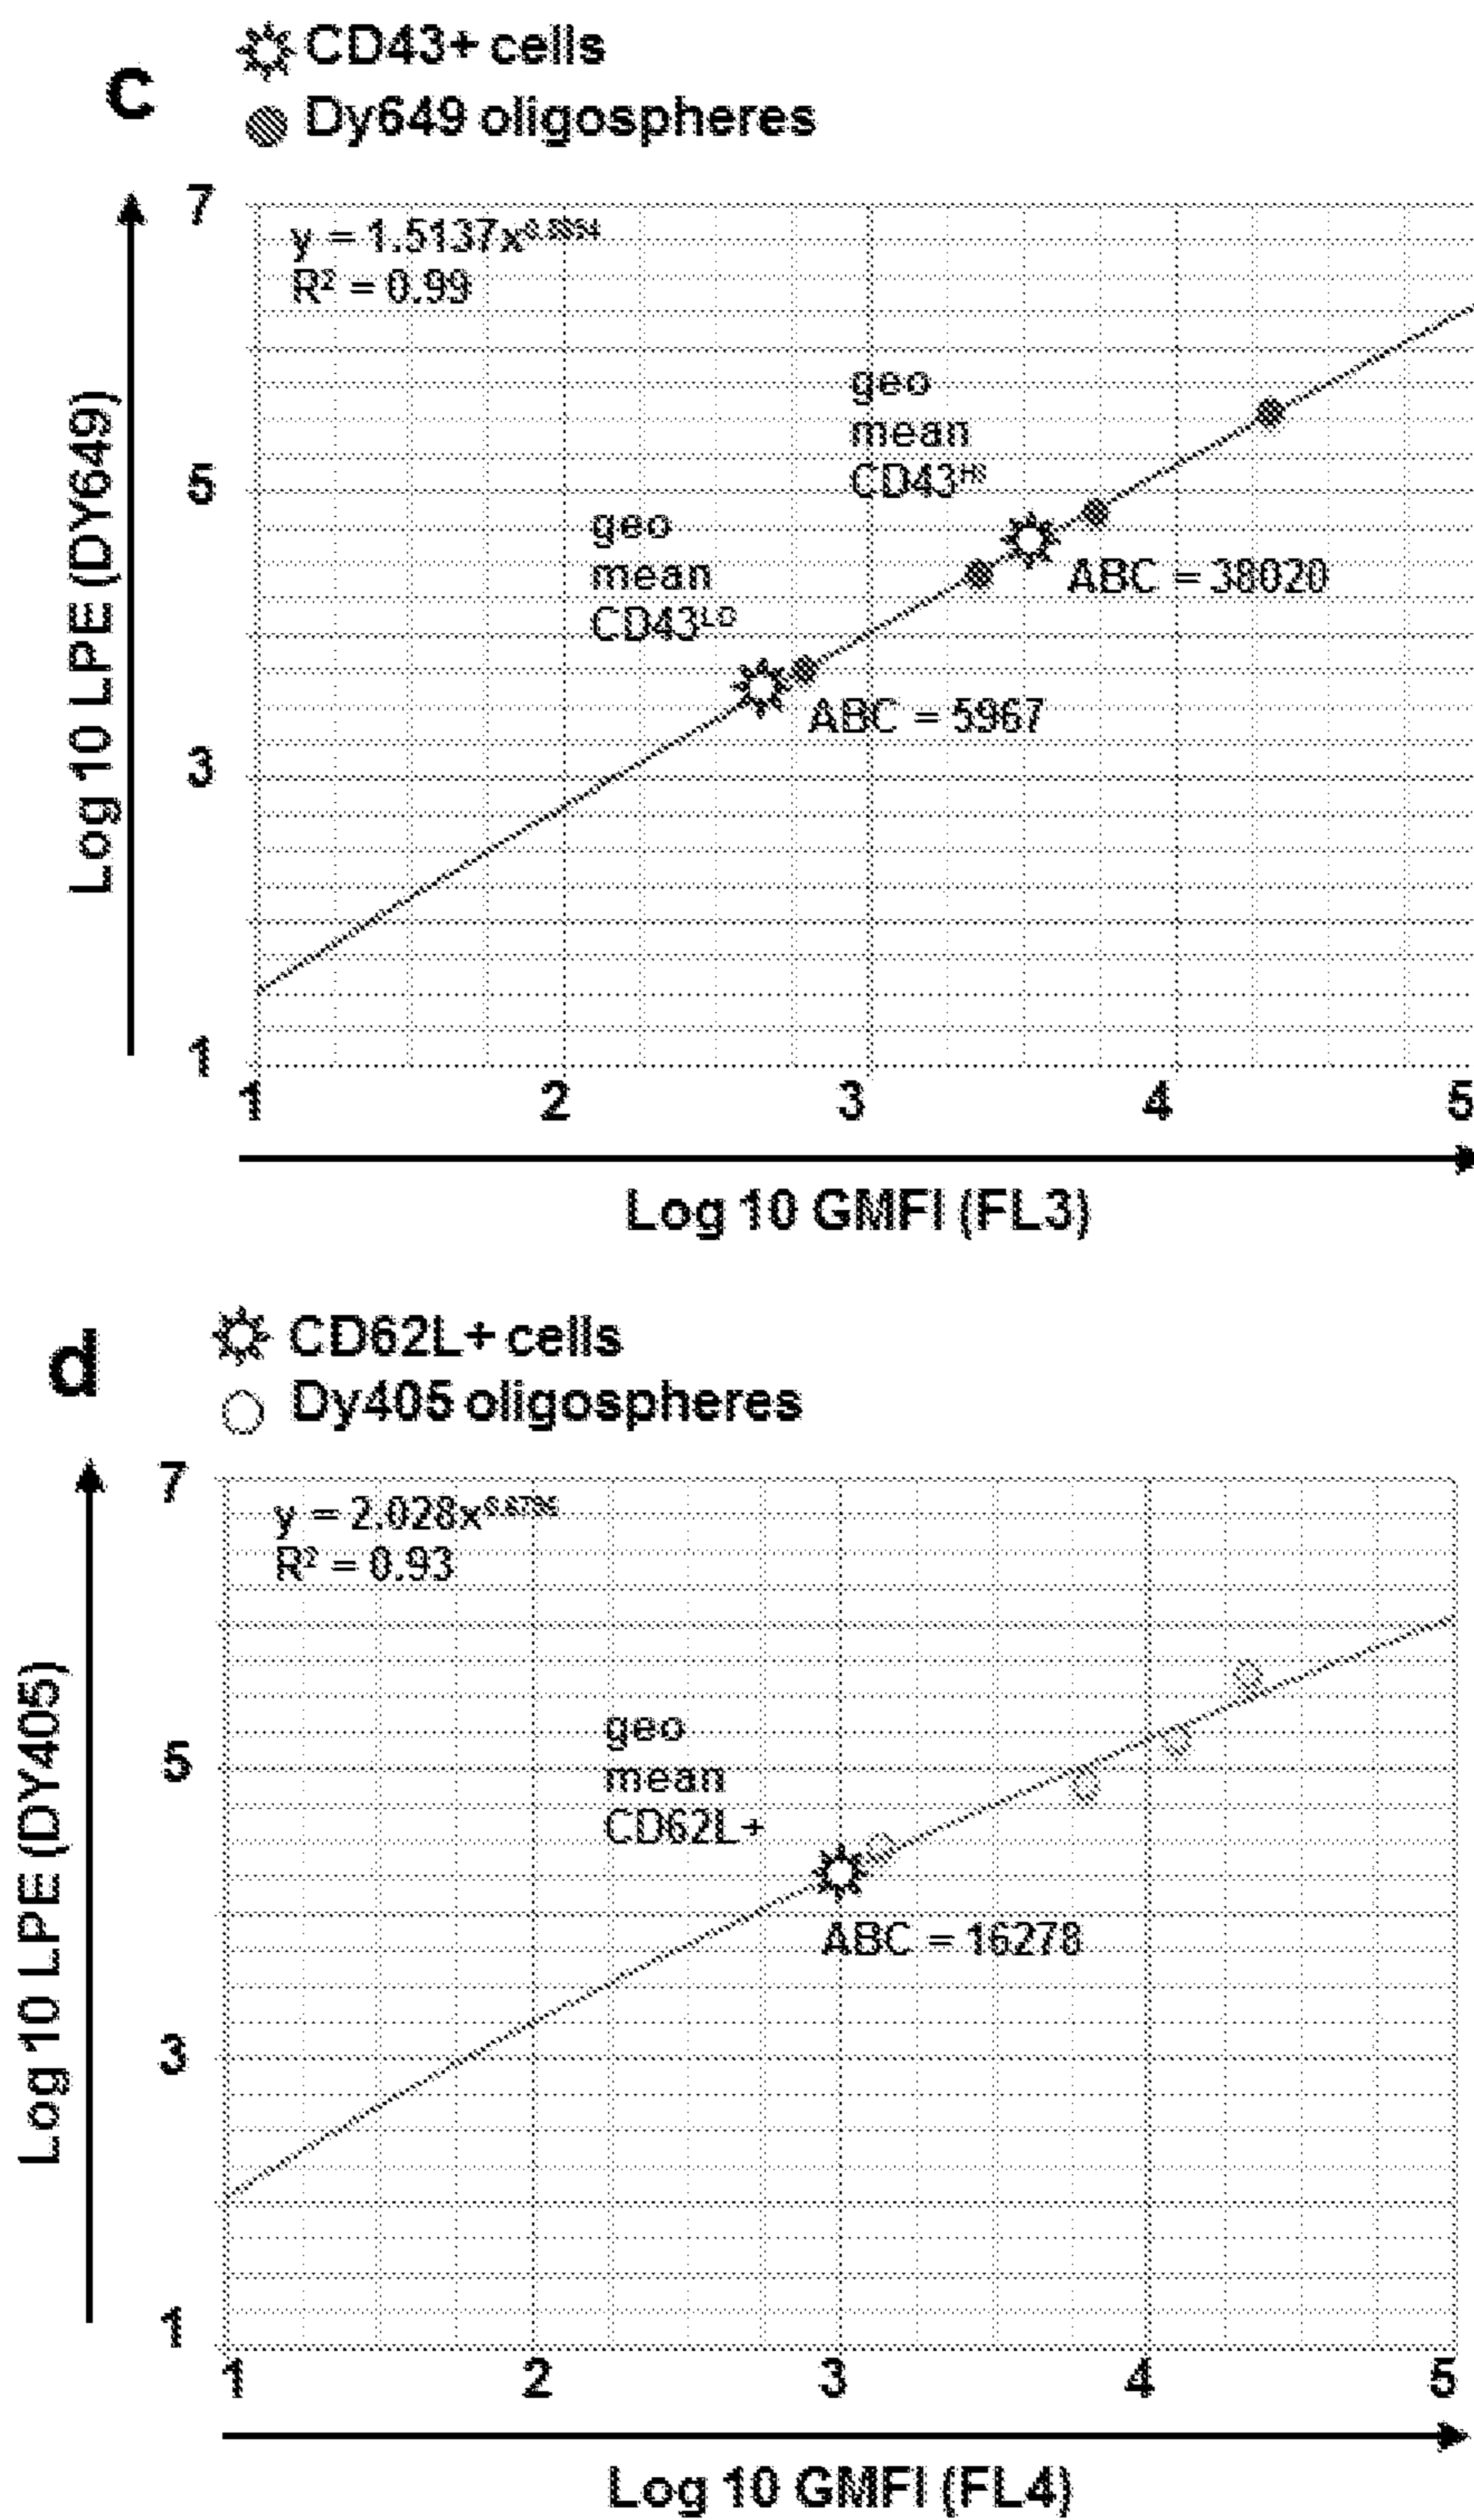 c
CD43+ cells
Dy649 oligospheres
7
5
3
1
Log 10 LPE (DY649)
y = 1.5137x
R² = 0.99
geo
mean
CD43ᴴᴵ
ABC = 38020
geo
mean
CD43ᴸᴼ
ABC = 5967
1 2 3 4 5
Log 10 GMFI (FL3)
d
CD62L+ cells
Dy405 oligospheres
7
5
3
1
Log 10 LPE (DY405)
y = 2.028x
R² = 0.93
geo
mean
CD62L+
ABC = 16278
1 2 3 4 5
Log 10 GMFI (FL4)